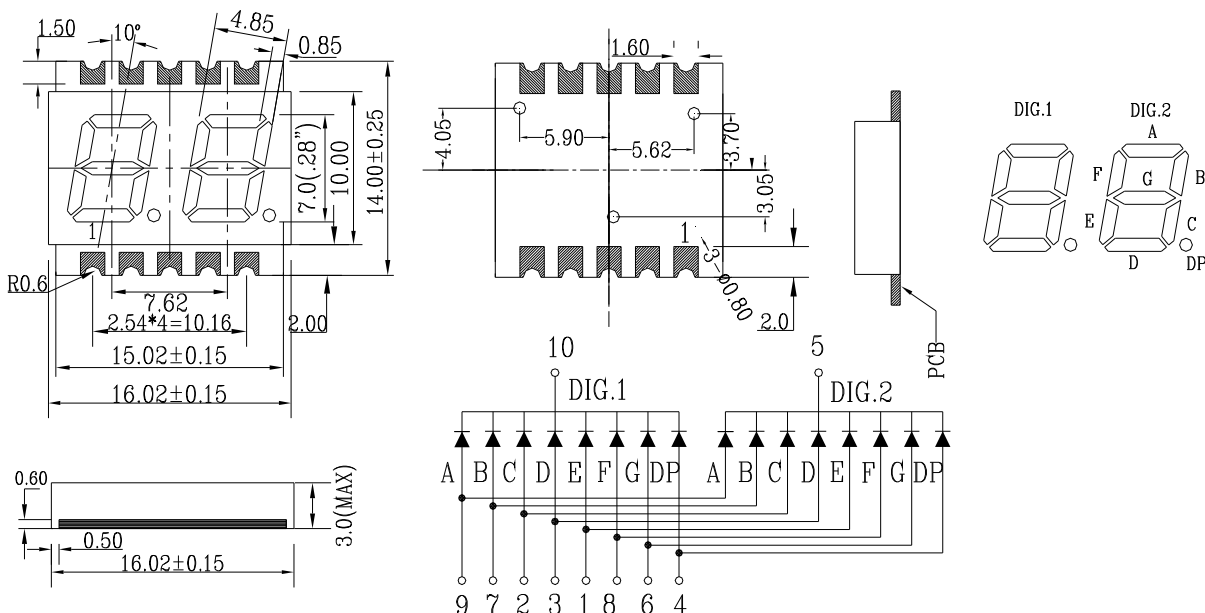 1.50
10°
4.85
0.85
7.0(.28")
10.00
14.00±0.25
1
R0.6
7.62
2.54*4=10.16
2.00
15.02±0.15
16.02±0.15
1.60
4.05
5.90
5.62
3.70
3.05
1
3-ø0.80
2.0
PCB
DIG.1
DIG.2
A
F
G
B
E
C
D
DP
10
5
DIG.1
DIG.2
A B C D E F G DP
A B C D E F G DP
9 7 2 3 1 8 6 4
0.60
3.0(MAX)
0.50
16.02±0.15